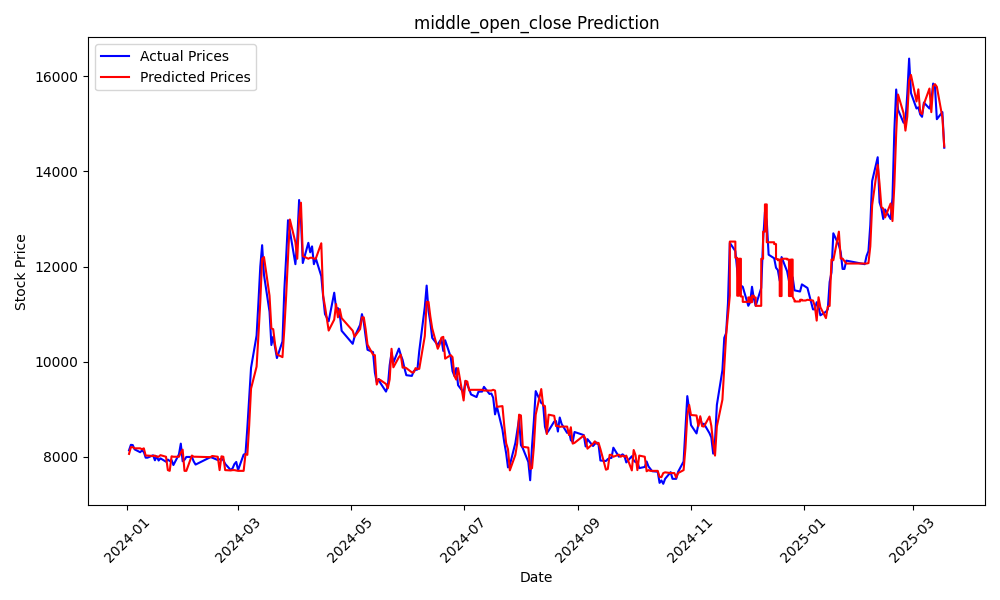 middle_open_close Prediction
Actual Prices
Predicted Prices
Stock Price
16000
14000
12000
10000
8000
2024-01
2024-03
2024-05
2024-07
2024-09
2024-11
2025-01
2025-03
Date